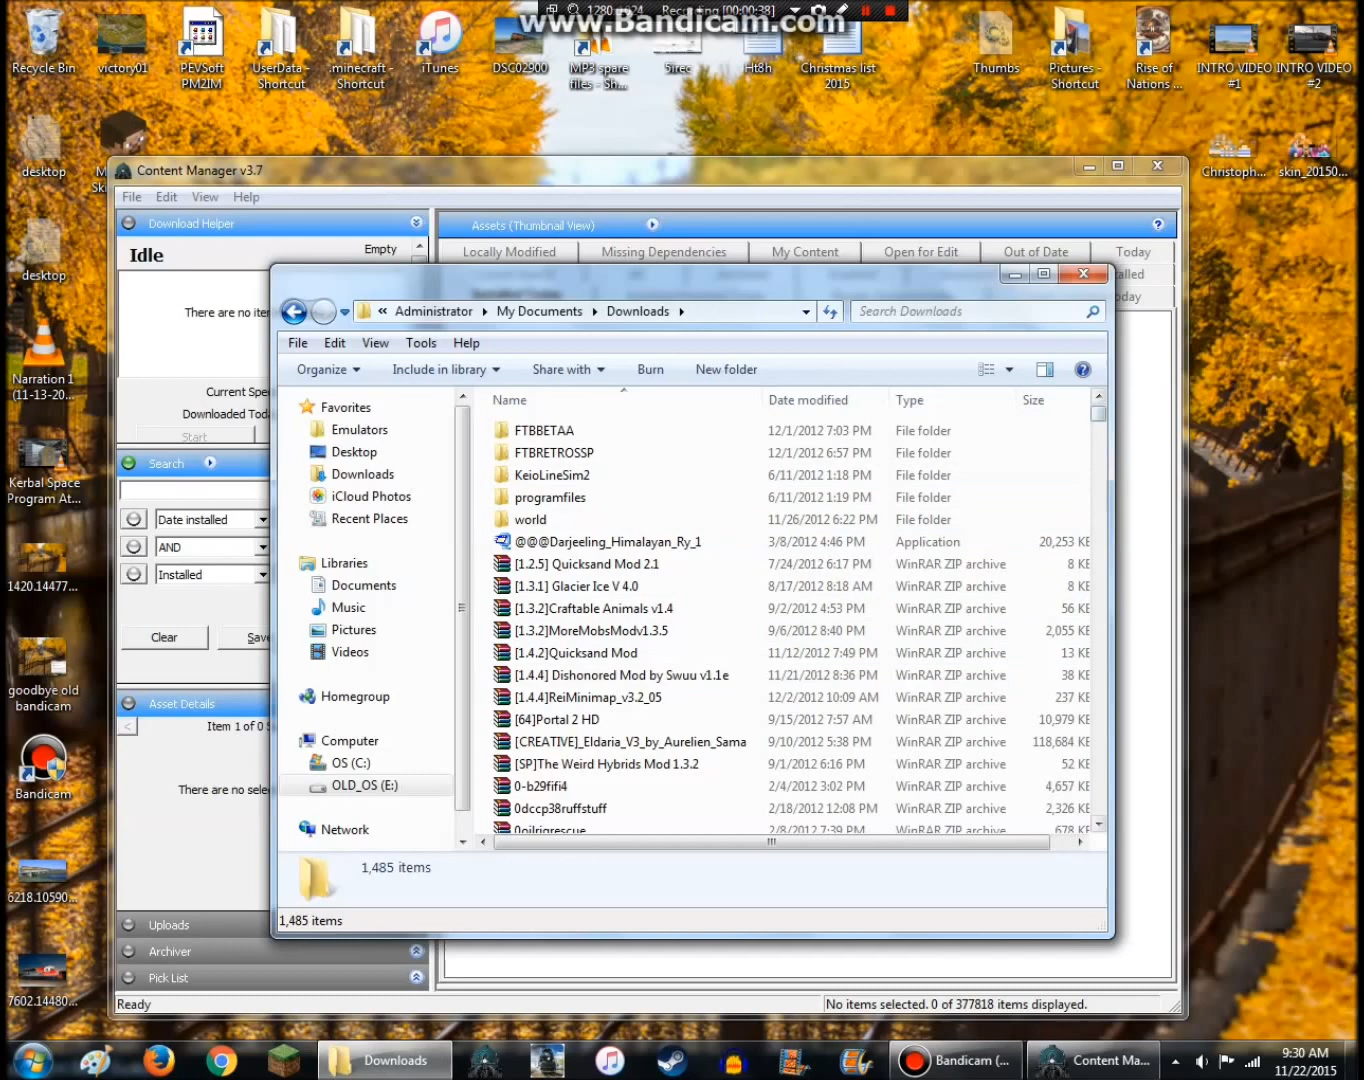 1280 1024 Recording [00:00:38]
www.Bandicam.com
Recycle Bin
victory01
PEVSoft PM2IM
UserData - Shortcut
.minecraft - Shortcut
iTunes
DSC02900
MP3 spare files - Sh...
Sirec
Ht8h
Christmas list 2015
Thumbs
Pictures - Shortcut
Rise of Nations ...
INTRO VIDEO #1
INTRO VIDEO #2
desktop
Christoph...
skin_20150...
desktop
Narration 1 (11-13-20...
Kerbal Space Program At...
1420.14477...
goodbye old bandicam
Bandicam
6218.10590...
7602.14480...
Content Manager v3.7
File Edit View Help
Download Helper
Idle
Empty
There are no iter
Current Spe
Downloaded Toda
Start
Search
Date installed
AND
Installed
Clear
Save
Asset Details
Item 1 of 0 S
There are no sele
Uploads
Archiver
Pick List
Ready
No items selected. 0 of 377818 items displayed.
Assets (Thumbnail View)
Locally Modified Missing Dependencies My Content Open for Edit Out of Date Today
« Administrator My Documents Downloads
Search Downloads
File Edit View Tools Help
Organize Include in library Share with Burn New folder
Favorites
Emulators
Desktop
Downloads
iCloud Photos
Recent Places
Libraries
Documents
Music
Pictures
Videos
Homegroup
Computer
OS (C:)
OLD_OS (E:)
Network
Name Date modified Type Size
FTBBETAA 12/1/2012 7:03 PM File folder
FTBRETROSSP 12/1/2012 6:57 PM File folder
KeioLineSim2 6/11/2012 1:18 PM File folder
programfiles 6/11/2012 1:19 PM File folder
world 11/26/2012 6:22 PM File folder
@@@Darjeeling_Himalayan_Ry_1 3/8/2012 4:46 PM Application 20,253 KB
[1.2.5] Quicksand Mod 2.1 7/24/2012 6:17 PM WinRAR ZIP archive 8 KB
[1.3.1] Glacier Ice V 4.0 8/17/2012 8:18 AM WinRAR ZIP archive 8 KB
[1.3.2]Craftable Animals v1.4 9/2/2012 4:53 PM WinRAR ZIP archive 56 KB
[1.3.2]MoreMobsModv1.3.5 9/6/2012 8:40 PM WinRAR ZIP archive 2,055 KB
[1.4.2]Quicksand Mod 11/12/2012 7:49 PM WinRAR ZIP archive 13 KB
[1.4.4] Dishonored Mod by Swuu v1.1e 11/21/2012 8:36 PM WinRAR ZIP archive 38 KB
[1.4.4]ReiMinimap_v3.2_05 12/2/2012 10:09 AM WinRAR ZIP archive 237 KB
[64]Portal 2 HD 9/15/2012 7:57 AM WinRAR ZIP archive 10,979 KB
[CREATIVE]_Eldaria_V3_by_Aurelien_Sama 9/10/2012 5:38 PM WinRAR ZIP archive 118,684 KB
[SP]The Weird Hybrids Mod 1.3.2 9/1/2012 6:16 PM WinRAR ZIP archive 52 KB
0-b29fifi4 2/4/2012 3:02 PM WinRAR ZIP archive 4,657 KB
0dccp38ruffstuff 2/18/2012 12:08 PM WinRAR ZIP archive 2,326 KB
0oilrigrescue 2/8/2012 7:39 PM WinRAR ZIP archive 678 KB
1,485 items
1,485 items
Downloads
Bandicam (...
Content Ma...
9:30 AM
11/22/2015